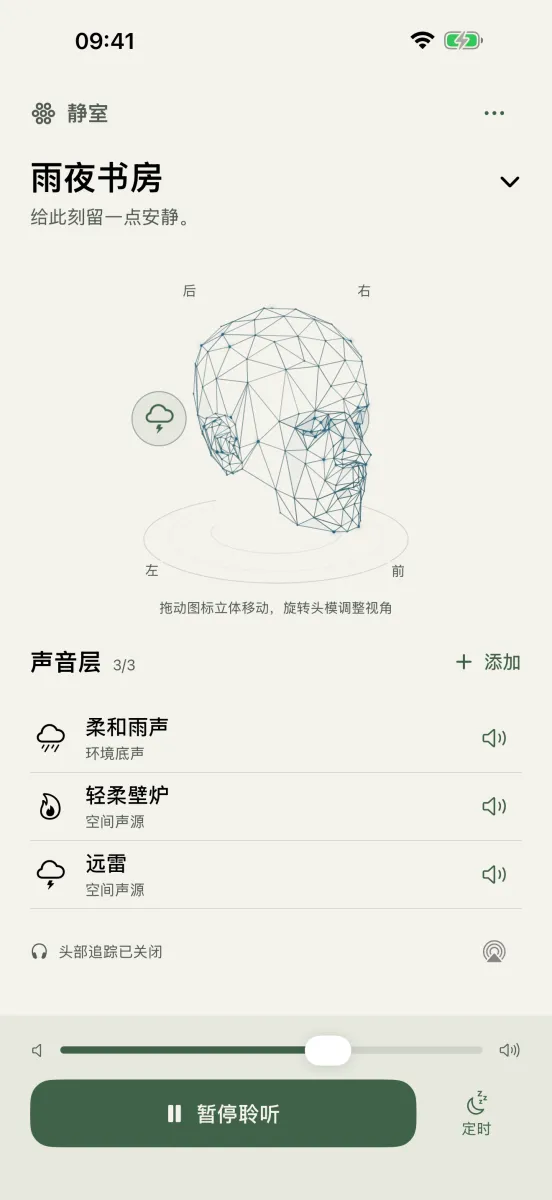 09:41
静室
雨夜书房
给此刻留一点安静。
后
右
左
前
拖动图标立体移动，旋转头模调整视角
声音层 3/3
添加
柔和雨声
环境底声
轻柔壁炉
空间声源
远雷
空间声源
头部追踪已关闭
暂停聆听
定时